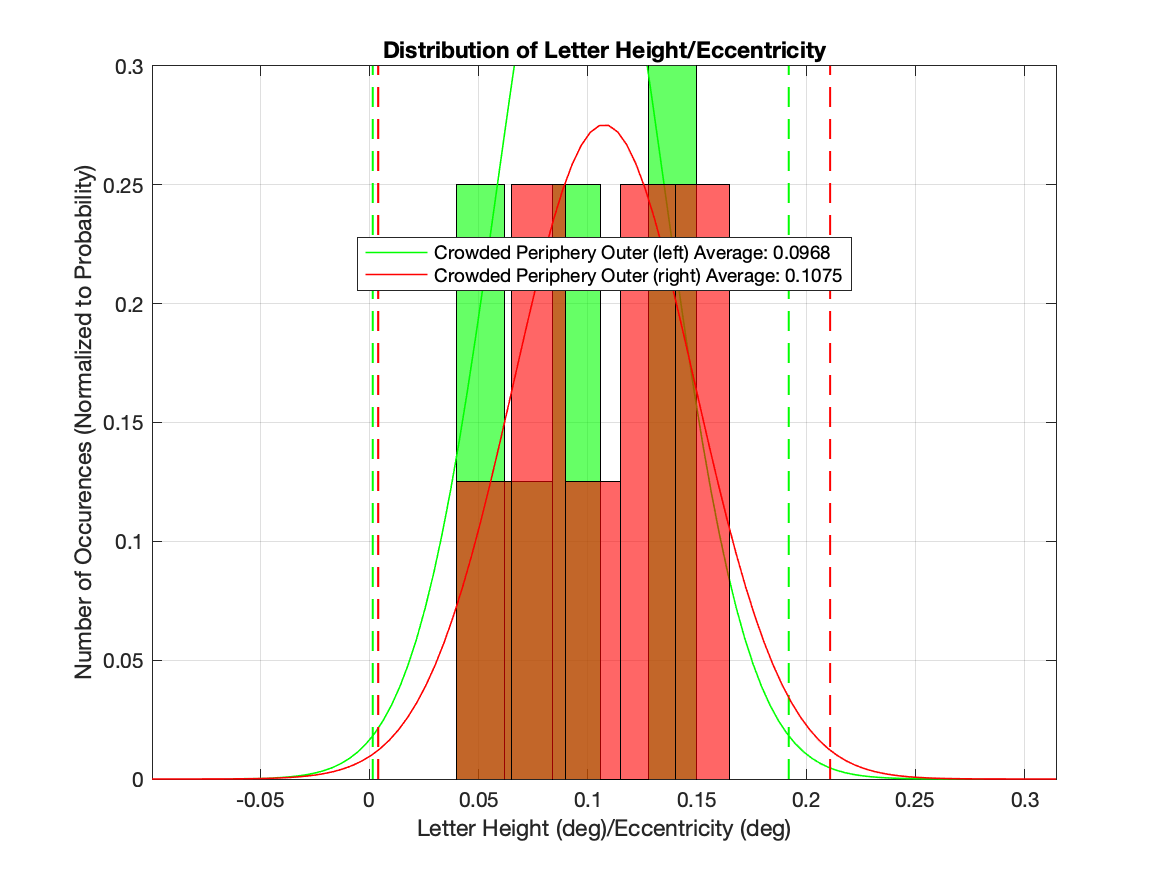 Distribution of Letter Height/Eccentricity
Number of Occurences (Normalized to Probability)
0.3
0.25
0.2
0.15
0.1
0.05
0
Crowded Periphery Outer (left) Average: 0.0968
Crowded Periphery Outer (right) Average: 0.1075
-0.05 0 0.05 0.1 0.15 0.2 0.25 0.3
Letter Height (deg)/Eccentricity (deg)